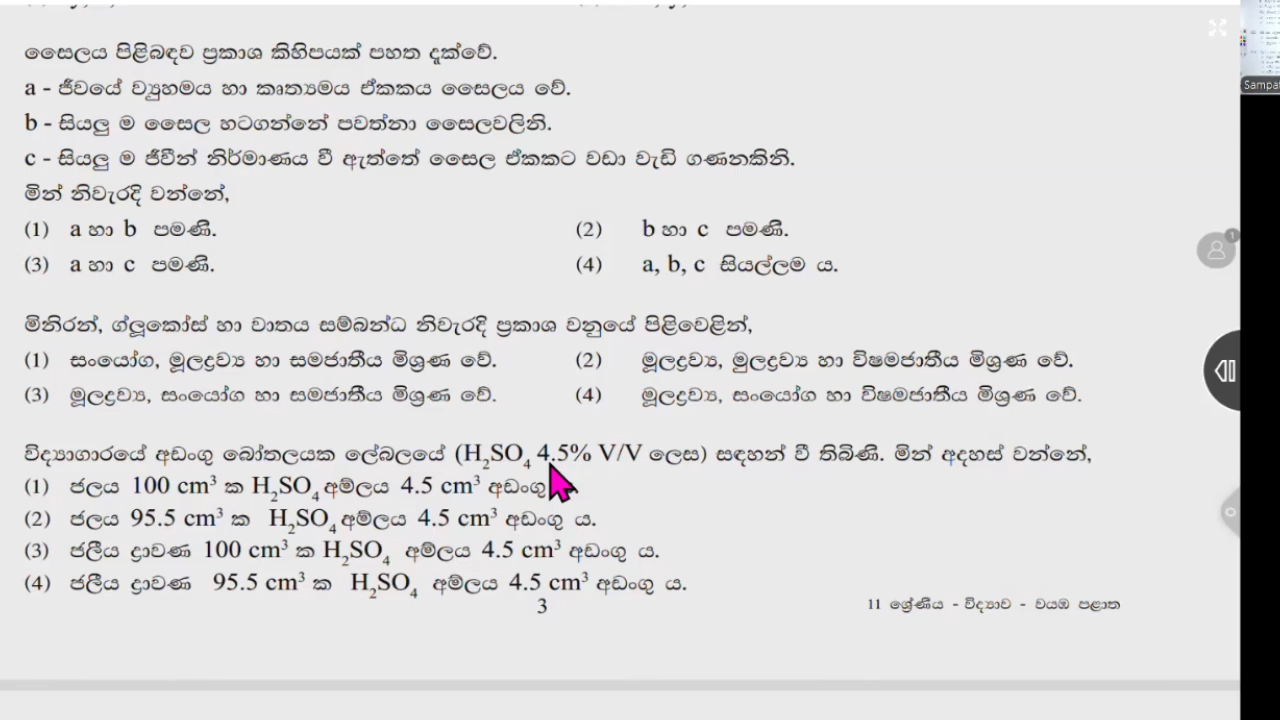 සෛලය පිළිබඳව ප්‍රකාශ කිහිපයක් පහත දැක්වේ.
a - ජීවයේ ව්‍යුහමය හා කෘත්‍යමය ඒකකය සෛලය වේ.
b - සියලු ම සෛල හටගන්නේ පවත්නා සෛලවලිනි.
c - සියලු ම ජීවීන් නිර්මාණය වී ඇත්තේ සෛල ඒකකට වඩා වැඩි ගණනකිනි.
මින් නිවැරදි වන්නේ,
(1) a හා b පමණි. (2) b හා c පමණි.
(3) a හා c පමණි. (4) a, b, c සියල්ලම ය.
මිනිරන්, ග්ලූකෝස් හා වාතය සම්බන්ධ නිවැරදි ප්‍රකාශ වනුයේ පිළිවෙළින්,
(1) සංයෝග, මූලද්‍රව්‍ය හා සමජාතීය මිශ්‍රණ වේ. (2) මූලද්‍රව්‍ය, මුලද්‍රව්‍ය හා විෂමජාතීය මිශ්‍රණ වේ.
(3) මූලද්‍රව්‍ය, සංයෝග හා සමජාතීය මිශ්‍රණ වේ. (4) මූලද්‍රව්‍ය, සංයෝග හා විෂමජාතීය මිශ්‍රණ වේ.
විද්‍යාගාරයේ අඩංගු බෝතලයක ලේබලයේ (H₂SO₄ 4.5% V/V ලෙස) සඳහන් වී තිබිණි. මින් අදහස් වන්නේ,
(1) ජලය 100 cm³ ක H₂SO₄ අම්ලය 4.5 cm³ අඩංගු
(2) ජලය 95.5 cm³ ක H₂SO₄ අම්ලය 4.5 cm³ අඩංගු ය.
(3) ජලීය ද්‍රාවණ 100 cm³ ක H₂SO₄ අම්ලය 4.5 cm³ අඩංගු ය.
(4) ජලීය ද්‍රාවණ 95.5 cm³ ක H₂SO₄ අම්ලය 4.5 cm³ අඩංගු ය.
3
11 ශ්‍රේණිය - විද්‍යාව - වයඹ පළාත
1
Sampat